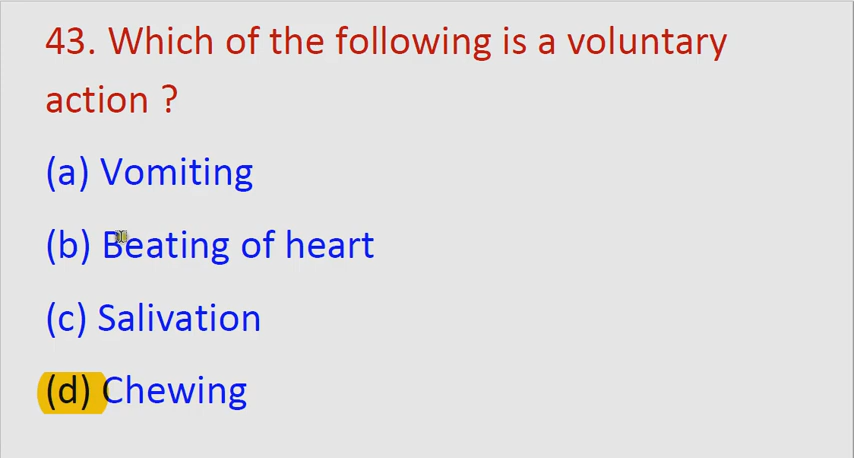 43. Which of the following is a voluntary
action ?
(a) Vomiting
(b) Beating of heart
(c) Salivation
(d) Chewing